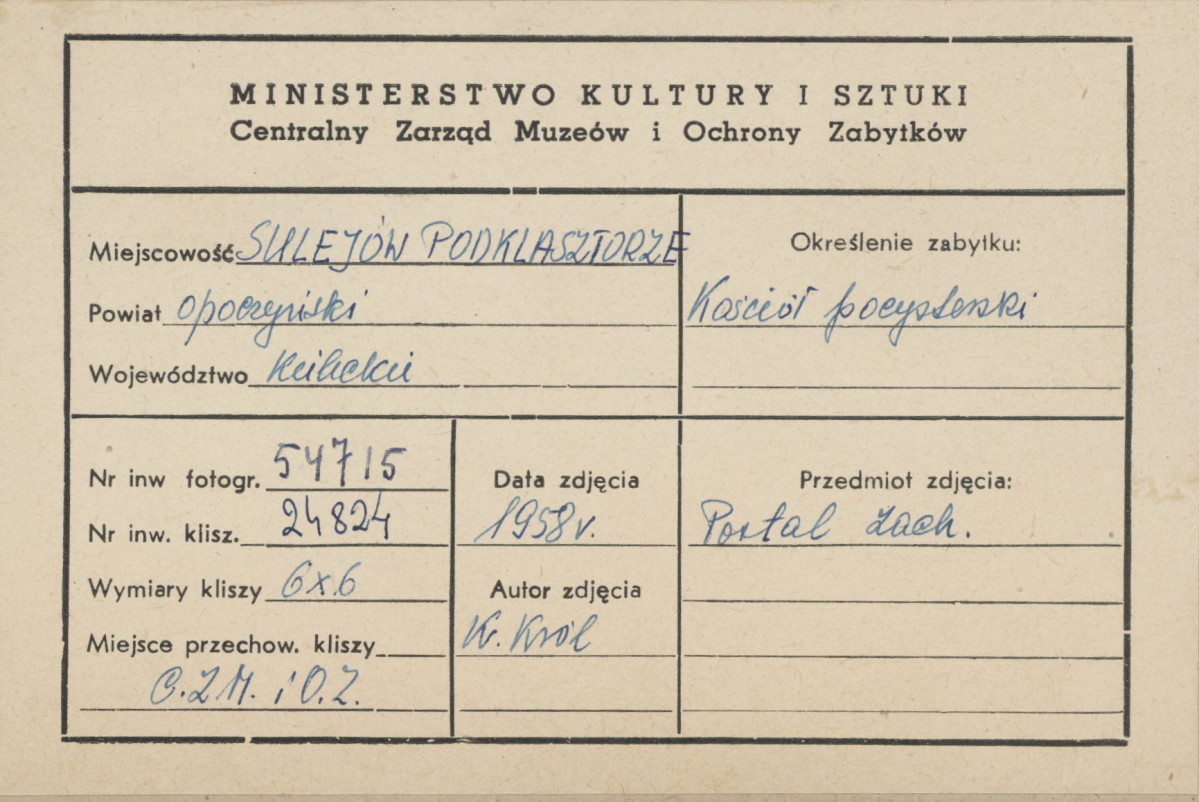 MINISTERSTWO KULTURY I SZTUKI
Centralny Zarząd Muzeów i Ochrony Zabytków
Miejscowość SULEJÓW PODKLASZTORZE
Powiat opoczyński
Województwo kieleckie
Określenie zabytku:
Kościół pocysterski
Nr inw fotogr. 54715
Nr inw. klisz. 24824
Wymiary kliszy 6x6
Miejsce przechow. kliszy
C.Z.M. i O.Z.
Data zdjęcia
1958r.
Autor zdjęcia
K. Król
Przedmiot zdjęcia:
Portal zach.